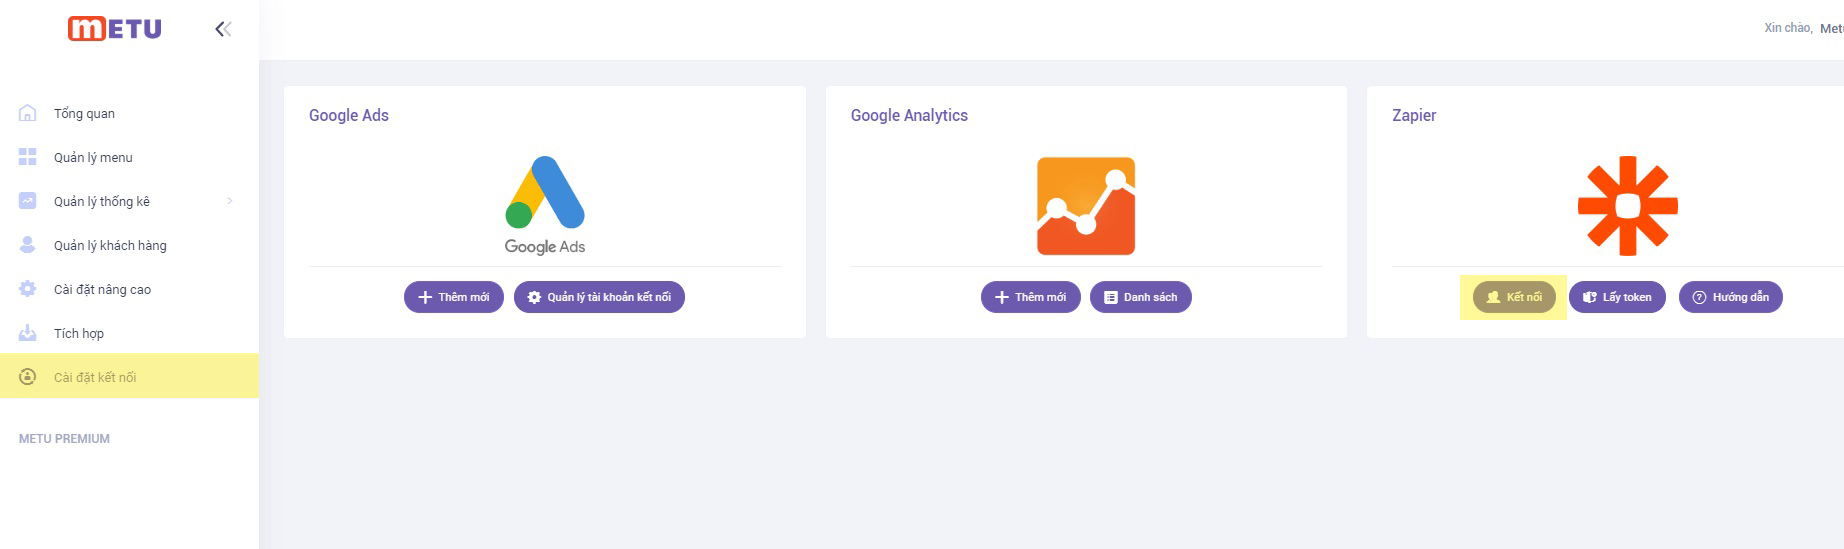 mETU
Xin chào,
Tổng quan
Quản lý menu
Quản lý thống kê
Quản lý khách hàng
Cài đặt nâng cao
Tích hợp
Cài đặt kết nối
METU PREMIUM
Google Ads
Google Ads
Thêm mới
Quản lý tài khoản kết nối
Google Analytics
Thêm mới
Danh sách
Zapier
Kết nối
Lấy token
Hướng dẫn